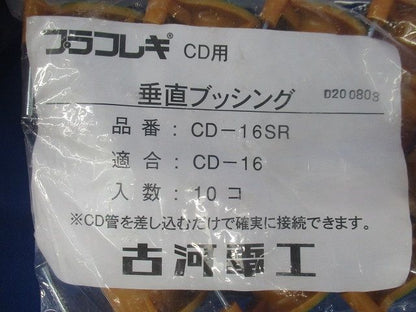 プラフレキ® CD用
垂直ブッシング D200803
品番：CD-16SR
適合：CD-16
入数：10コ
※CD管を差し込むだけで確実に接続できます。
古河電工